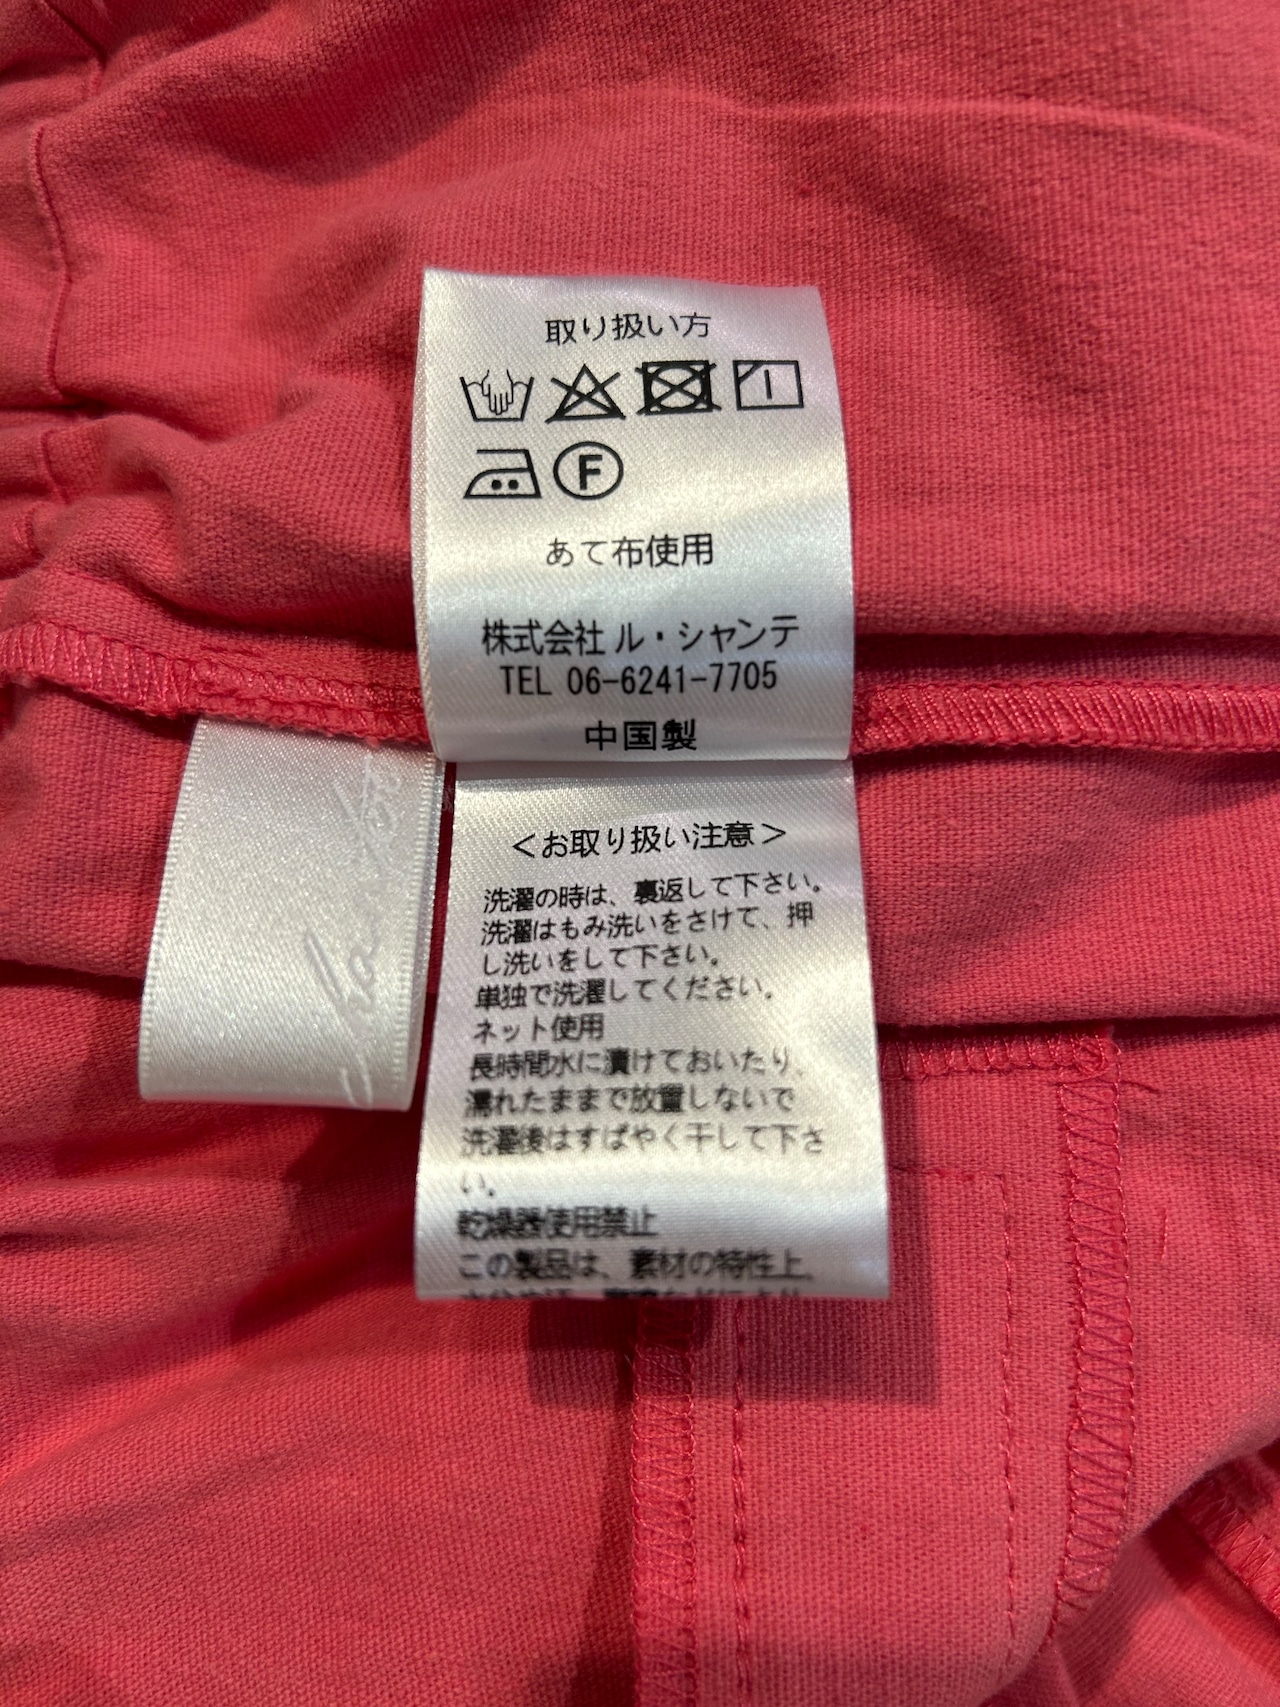 取り扱い方
F
あて布使用
株式会社 ル・シャンテ
TEL 06-6241-7705
中国製
＜お取り扱い注意＞
洗濯の時は、裏返して下さい。
洗濯はもみ洗いをさけて、押
し洗いをして下さい。
単独で洗濯してください。
ネット使用
長時間水に漬けておいたり、
濡れたままで放置しないで
洗濯後はすばやく干して下さ
い。
乾燥器使用禁止
この製品は、素材の特性上、